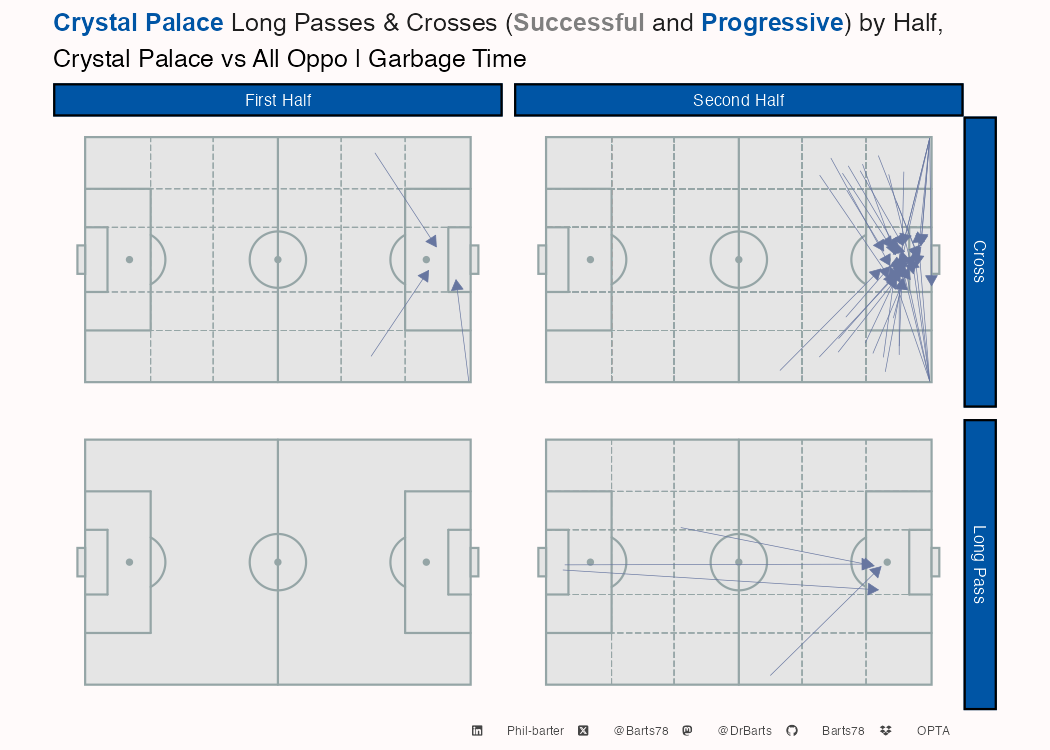 Crystal Palace Long Passes & Crosses (Successful and Progressive) by Half,
Crystal Palace vs All Oppo | Garbage Time
First Half
Second Half
Cross
Long Pass
Phil-barter @Barts78 @DrBarts Barts78 OPTA